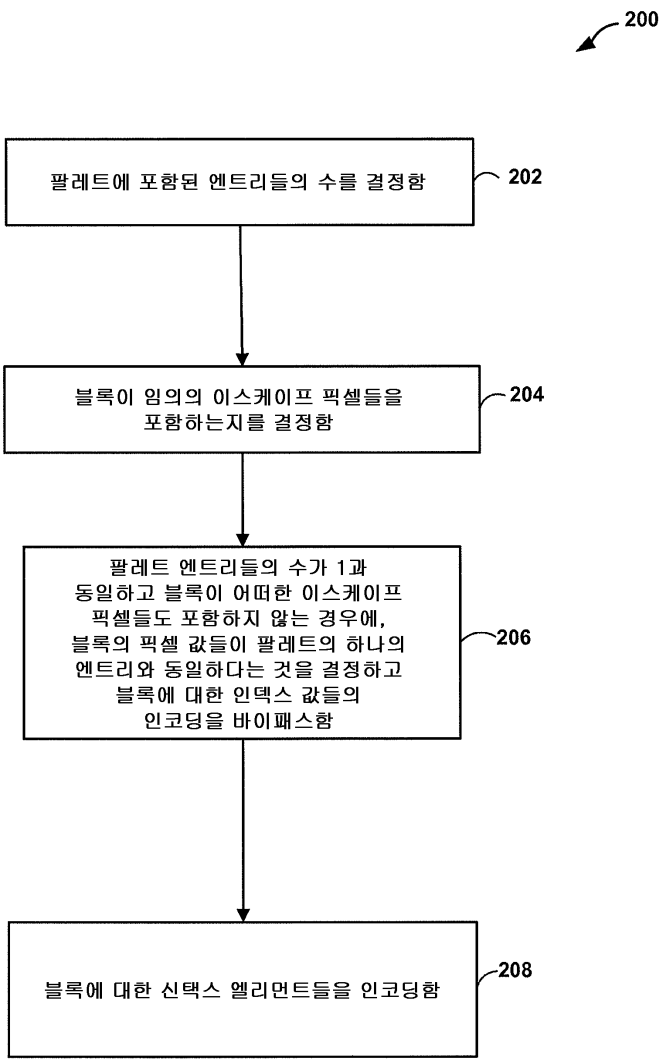 200
팔레트에 포함된 엔트리들의 수를 결정함
202
블록이 임의의 이스케이프 픽셀들을
포함하는지를 결정함
204
팔레트 엔트리들의 수가 1과
동일하고 블록이 어떠한 이스케이프
픽셀들도 포함하지 않는 경우에,
블록의 픽셀 값들이 팔레트의 하나의
엔트리와 동일하다는 것을 결정하고
블록에 대한 인덱스 값들의
인코딩을 바이패스함
206
블록에 대한 신택스 엘리먼트들을 인코딩함
208